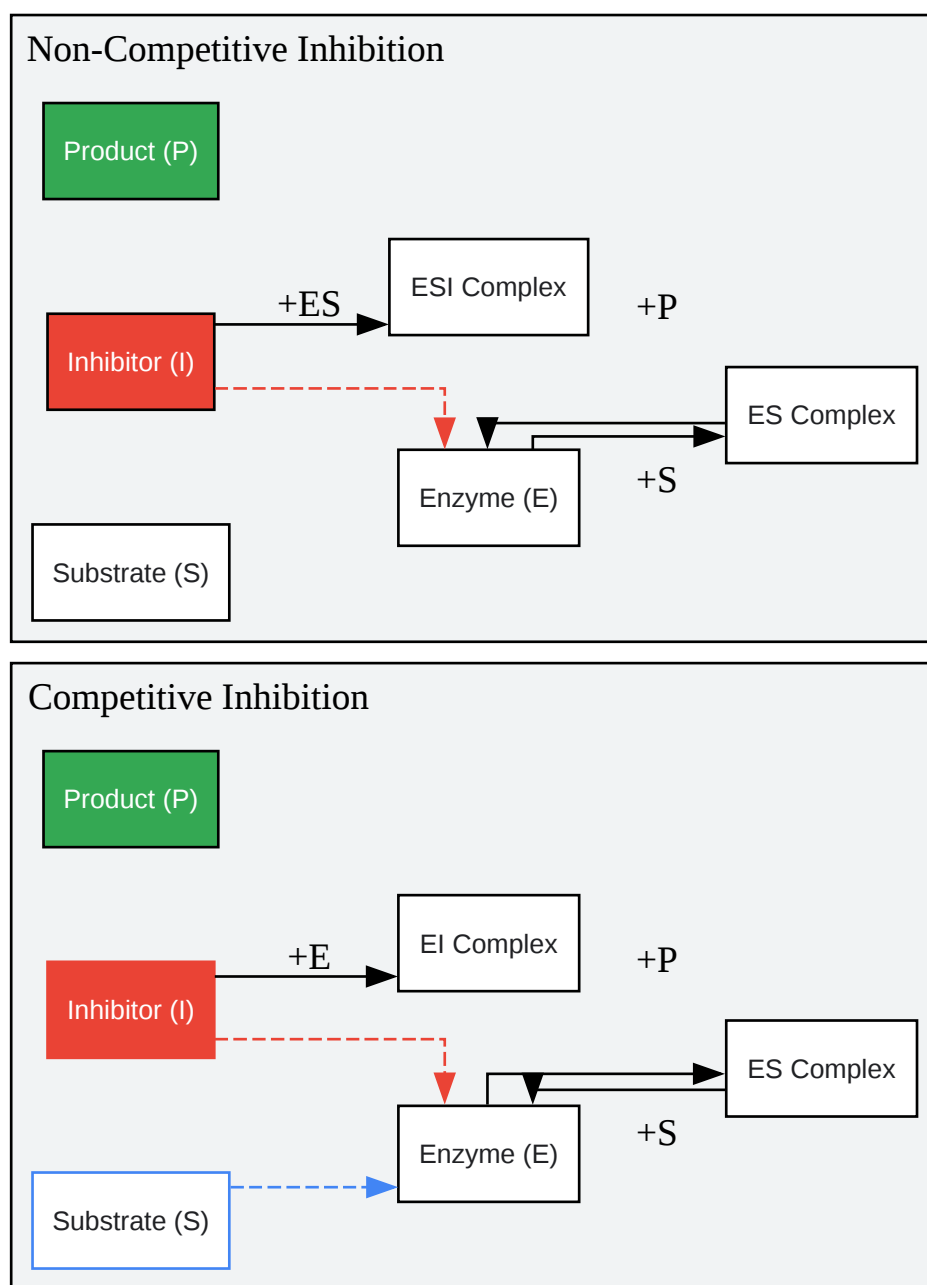 Non-Competitive Inhibition
Product (P)
ESI Complex
+ES
+P
Inhibitor (I)
ES Complex
+S
Enzyme (E)
Substrate (S)
Competitive Inhibition
Product (P)
EI Complex
+E
+P
Inhibitor (I)
ES Complex
+S
Enzyme (E)
Substrate (S)